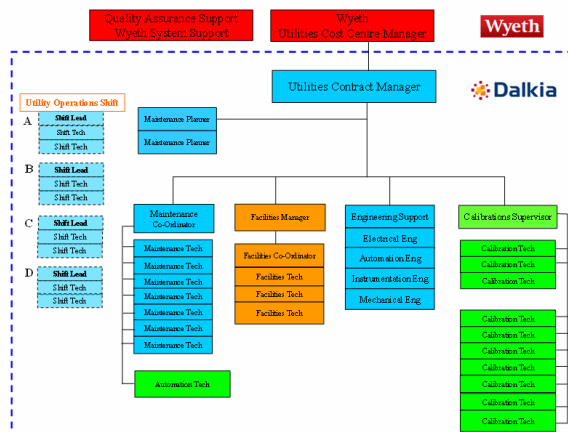 Quality Assurance Support
Wyeth System Support
Wyeth
Utilities Cost Centre Manager
Wyeth
Utilities Contract Manager
Dalkia
Utility Operations Shift
A
Shift Lead
Shift Tech
Shift Tech
B
Shift Lead
Shift Tech
Shift Tech
C
Shift Lead
Shift Tech
Shift Tech
D
Shift Lead
Shift Tech
Shift Tech
Maintenance Planner
Maintenance Planner
Maintenance
Co-Ordinator
Maintenance Tech
Maintenance Tech
Maintenance Tech
Maintenance Tech
Maintenance Tech
Maintenance Tech
Maintenance Tech
Automation Tech
Facilities Manager
Facilities Co-Ordinator
Facilities Tech
Facilities Tech
Facilities Tech
Engineering Support
Electrical Eng
Automation Eng
Instrumentation Eng
Mechanical Eng
Calibrations Supervisor
Calibration Tech
Calibration Tech
Calibration Tech
Calibration Tech
Calibration Tech
Calibration Tech
Calibration Tech
Calibration Tech
Calibration Tech
Calibration Tech